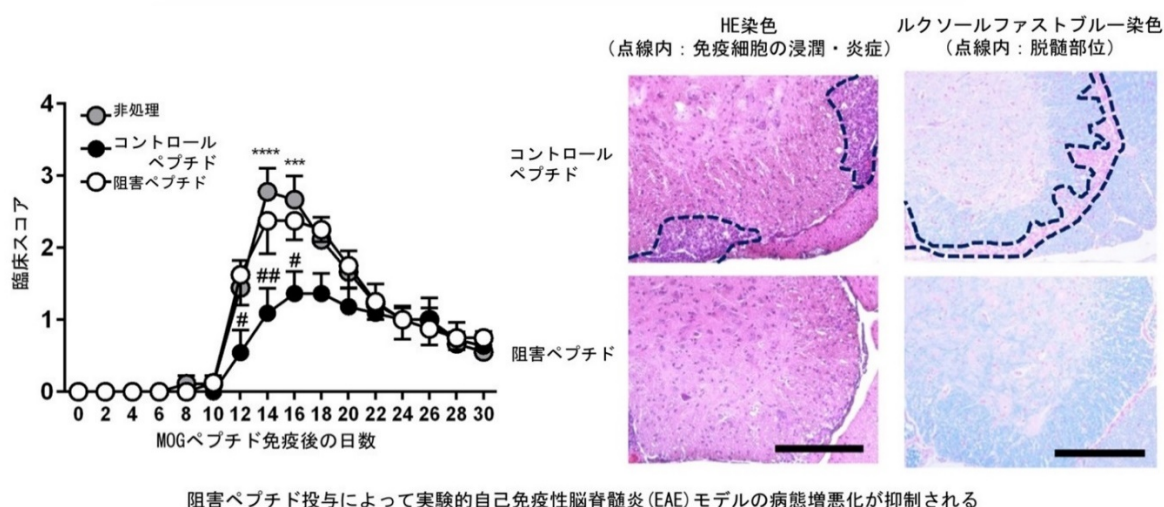 HE染色
(点線内:免疫細胞の浸潤・炎症)
ルクソールファストブルー染色
(点線内:脱髄部位)
臨床スコア
4
3
2
1
0
非処理
コントロール
ペプチド
阻害ペプチド
****
***
##
#
#
0 2 4 6 8 10 12 14 16 18 20 22 24 26 28 30
MOGペプチド免疫後の日数
コントロール
ペプチド
阻害ペプチド
阻害ペプチド投与によって実験的自己免疫性脳脊髄炎(EAE)モデルの病態増悪化が抑制される